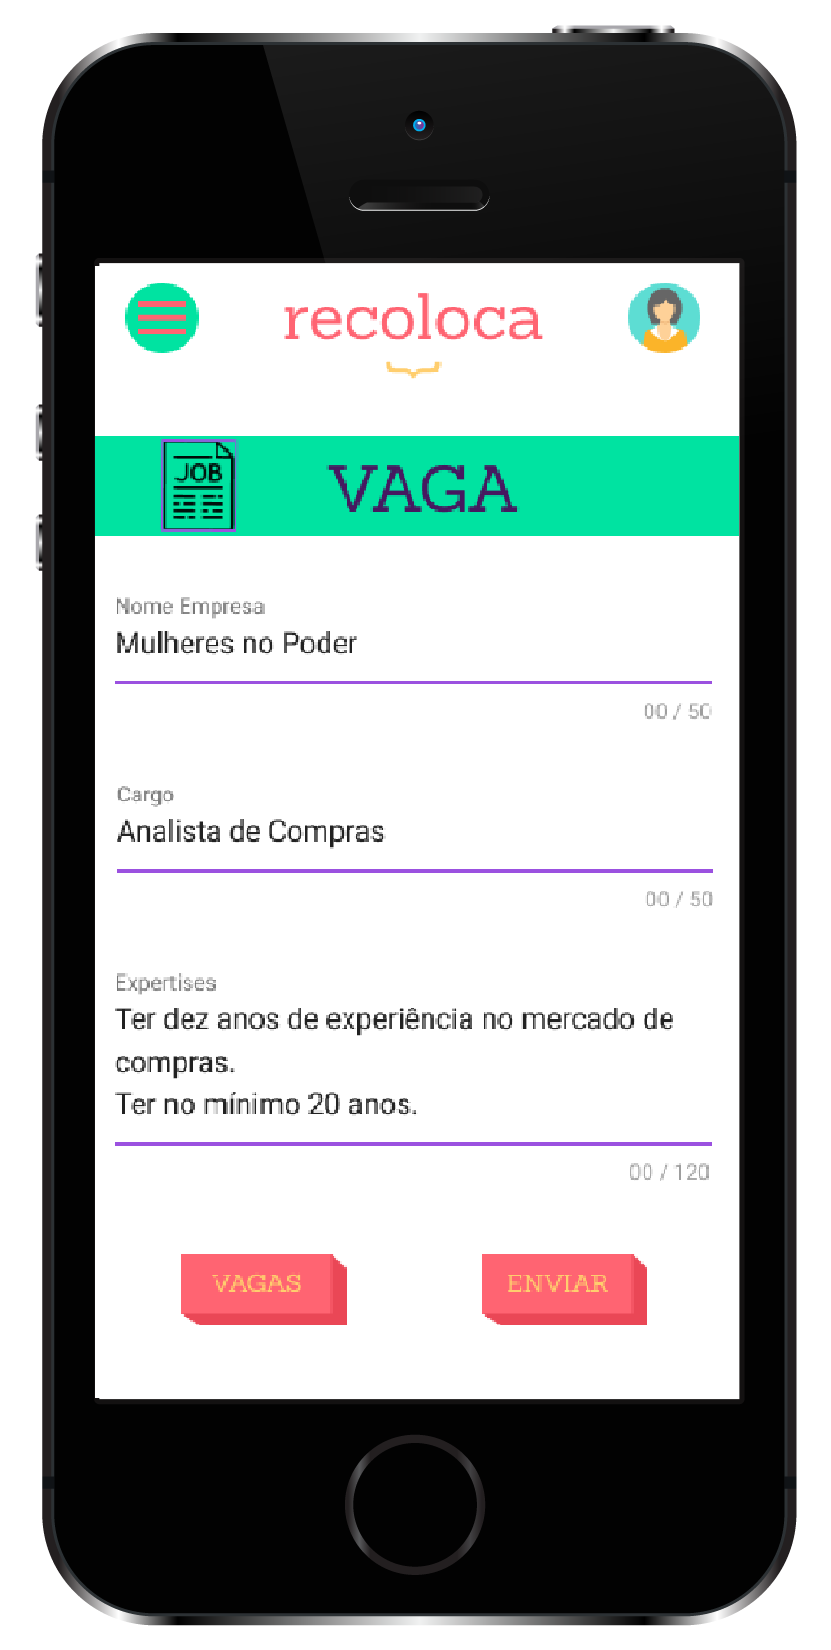 recoloca
JOB
VAGA
Nome Empresa
Mulheres no Poder
00 / 50
Cargo
Analista de Compras
00 / 50
Expertises
Ter dez anos de experiência no mercado de
compras.
Ter no mínimo 20 anos.
00 / 120
VAGAS
ENVIAR